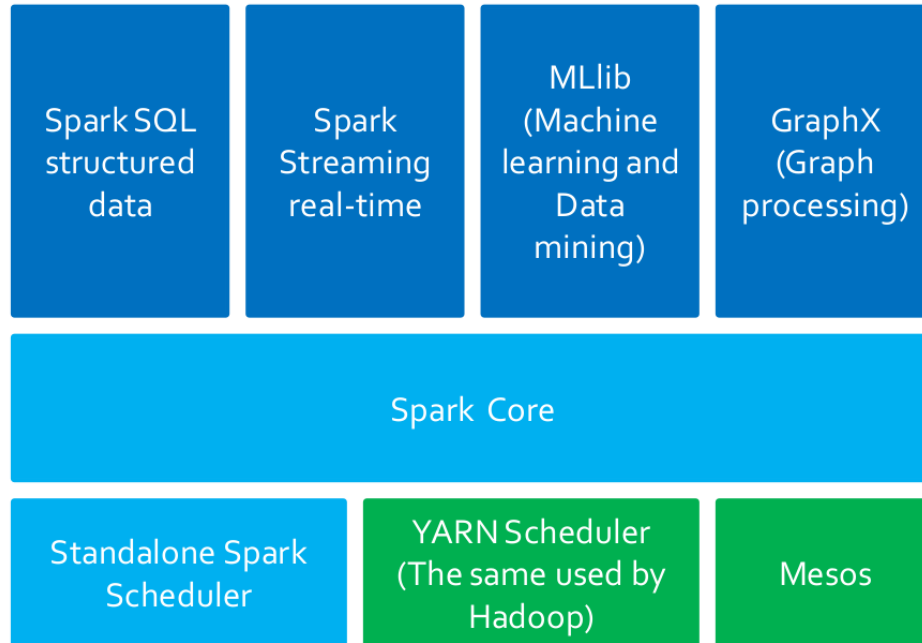 Spark SQL
structured
data
Spark
Streaming
real-time
MLlib
(Machine
learning and
Data
mining)
GraphX
(Graph
processing)
Spark Core
Standalone Spark
Scheduler
YARN Scheduler
(The same used by
Hadoop)
Mesos